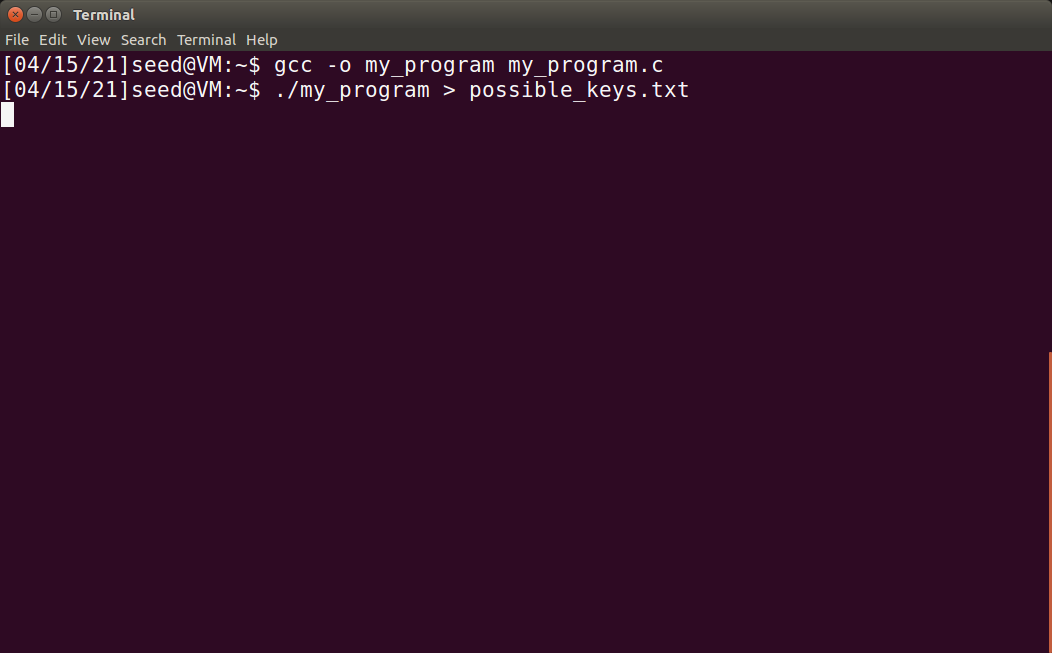 Terminal
File Edit View Search Terminal Help
[04/15/21]seed@VM:~$ gcc -o my_program my_program.c
[04/15/21]seed@VM:~$ ./my_program > possible_keys.txt